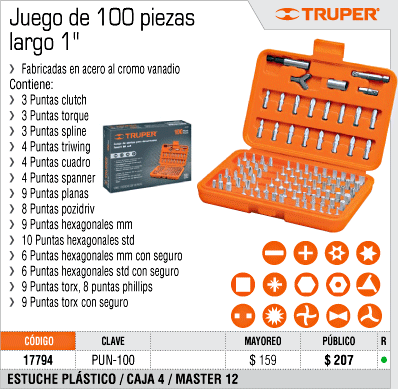 Juego de 100 piezas
largo 1"
TRUPER
› Fabricadas en acero al cromo vanadio
Contiene:
› 3 Puntas clutch
› 3 Puntas torque
› 3 Puntas spline
› 4 Puntas triwing
› 4 Puntas cuadro
› 4 Puntas spanner
› 9 Puntas planas
› 8 Puntas pozidriv
› 9 Puntas hexagonales mm
› 10 Puntas hexagonales std
› 6 Puntas hexagonales mm con seguro
› 6 Puntas hexagonales std con seguro
› 9 Puntas torx, 8 puntas phillips
› 9 Puntas torx con seguro
TRUPER
CÓDIGO CLAVE MAYOREO PÚBLICO R
17794 PUN-100 $ 159 $ 207
ESTUCHE PLÁSTICO / CAJA 4 / MASTER 12